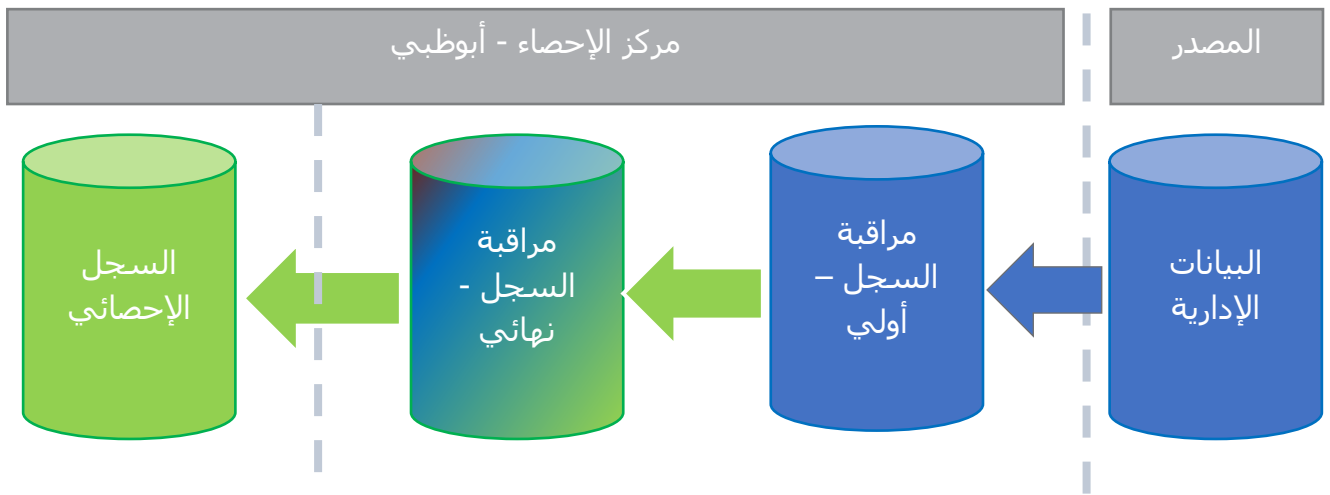 المصدر
مركز الإحصاء - أبوظبي
البيانات
الإدارية
مراقبة
السجل –
أولي
مراقبة
السجل -
نهائي
السجل
الإحصائي